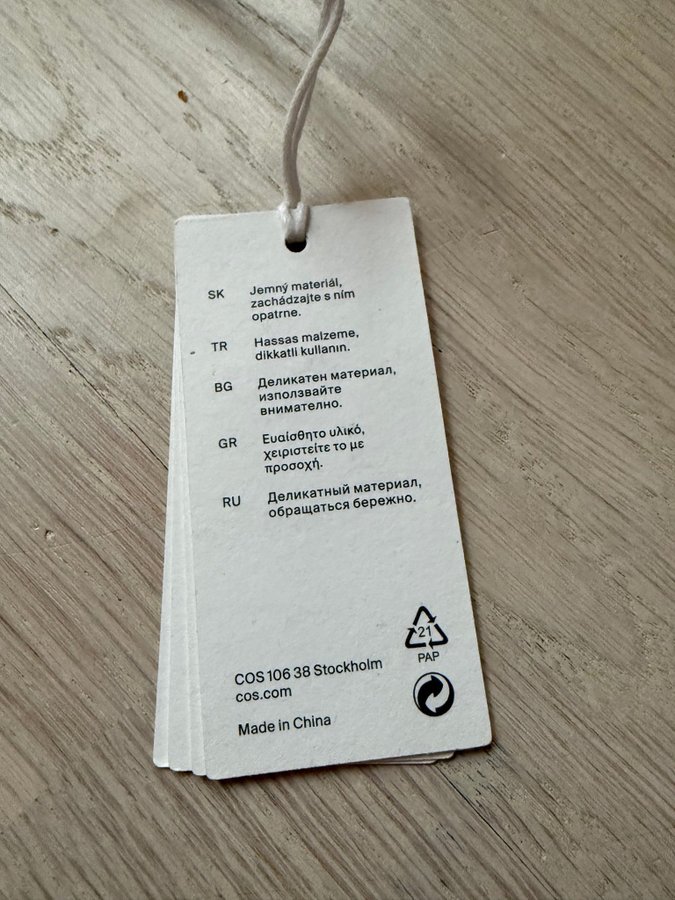 SK Jemný materiál,
zachádzajte s ním
opatrne.
TR Hassas malzeme,
dikkatli kullanın.
BG Деликатен материал,
използвайте
внимателно.
GR Ευαίσθητο υλικό,
χειριστείτε το με
προσοχή.
RU Деликатный материал,
обращаться бережно.
21
PAP
COS 106 38 Stockholm
cos.com
Made in China